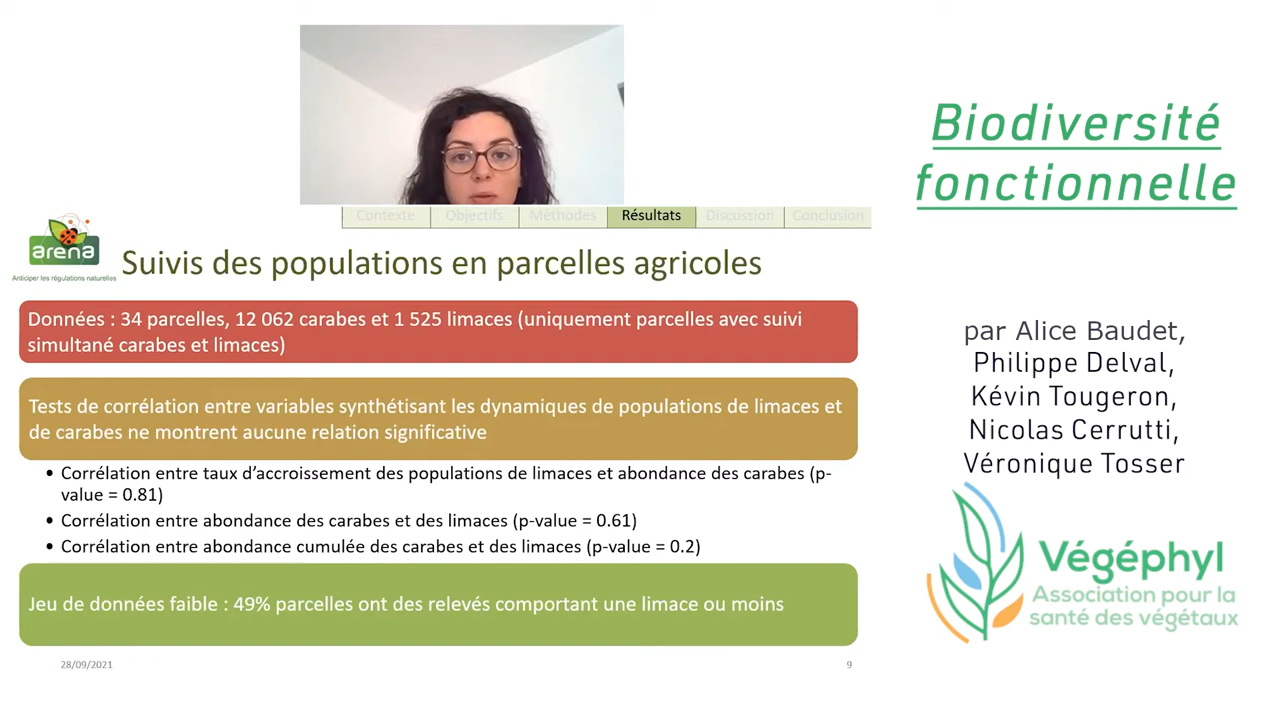 Biodiversité
fonctionnelle
Contexte
Objectifs
Méthodes
Résultats
Discussion
Conclusion
arena
Anticiper les régulations naturelles
Suivis des populations en parcelles agricoles
Données : 34 parcelles, 12 062 carabes et 1 525 limaces (uniquement parcelles avec suivi
simultané carabes et limaces)
Tests de corrélation entre variables synthétisant les dynamiques de populations de limaces et
de carabes ne montrent aucune relation significative
• Corrélation entre taux d’accroissement des populations de limaces et abondance des carabes (p-
value = 0.81)
• Corrélation entre abondance des carabes et des limaces (p-value = 0.61)
• Corrélation entre abondance cumulée des carabes et des limaces (p-value = 0.2)
Jeu de données faible : 49% parcelles ont des relevés comportant une limace ou moins
28/09/2021
9
par Alice Baudet,
Philippe Delval,
Kévin Tougeron,
Nicolas Cerrutti,
Véronique Tosser
Végéphyl
Association pour la
santé des végétaux